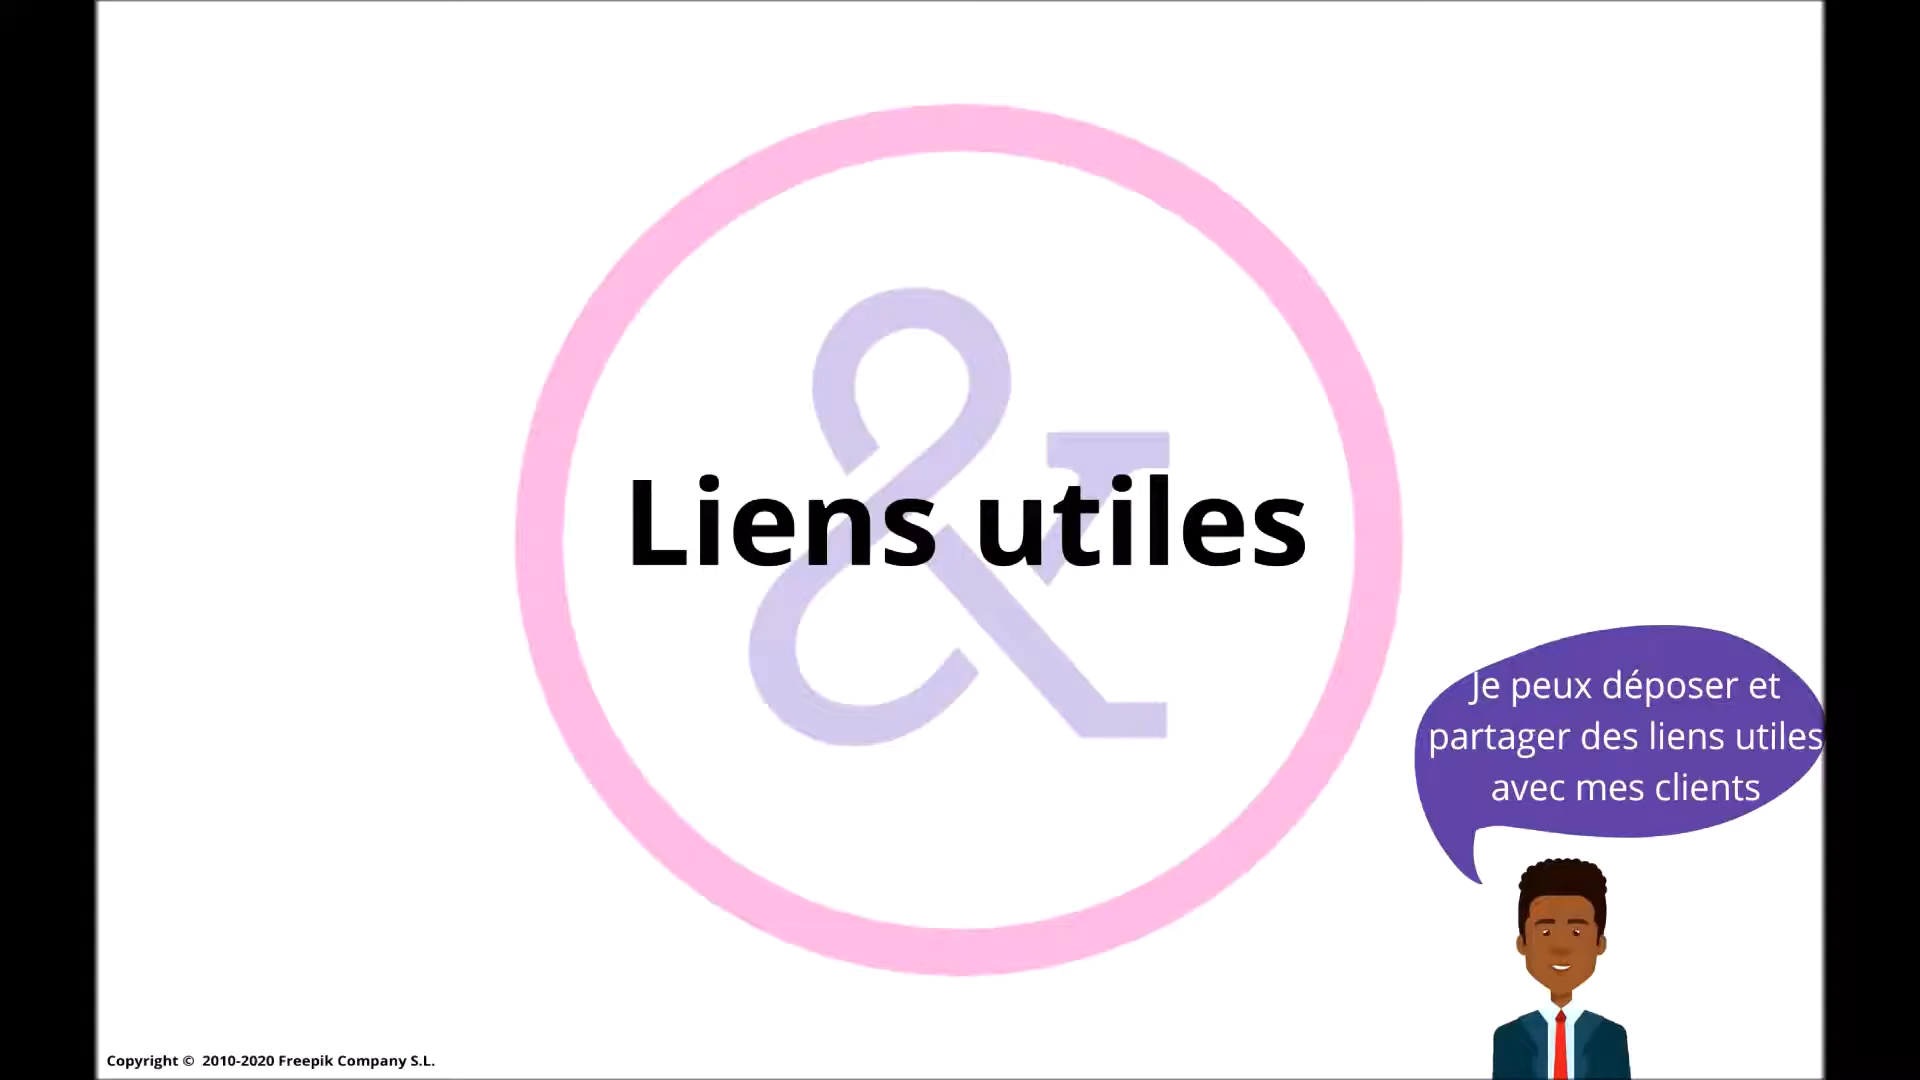 &
Liens utiles
Je peux déposer et
partager des liens utiles
avec mes clients
Copyright © 2010-2020 Freepik Company S.L.